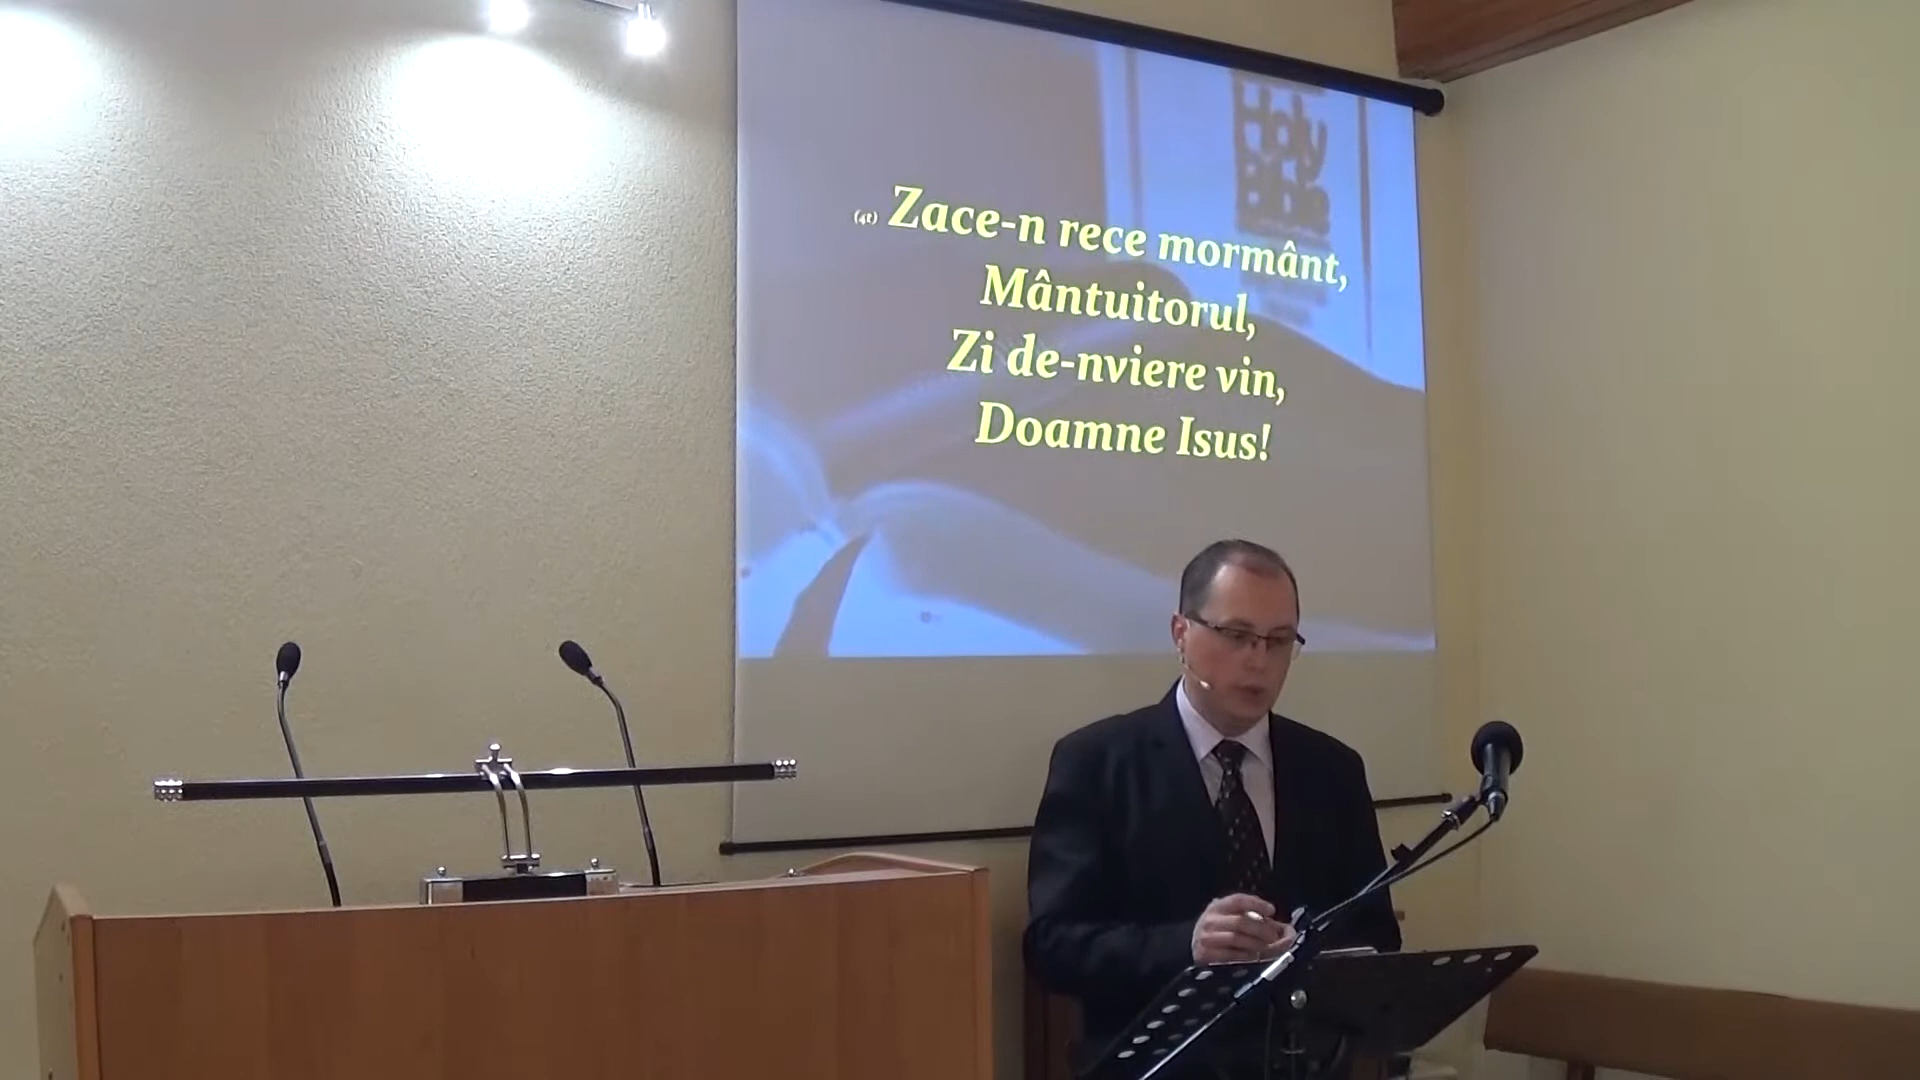 Holy
Bible
(4t) Zace-n rece mormânt,
Mântuitorul,
Zi de-nviere vin,
Doamne Isus!